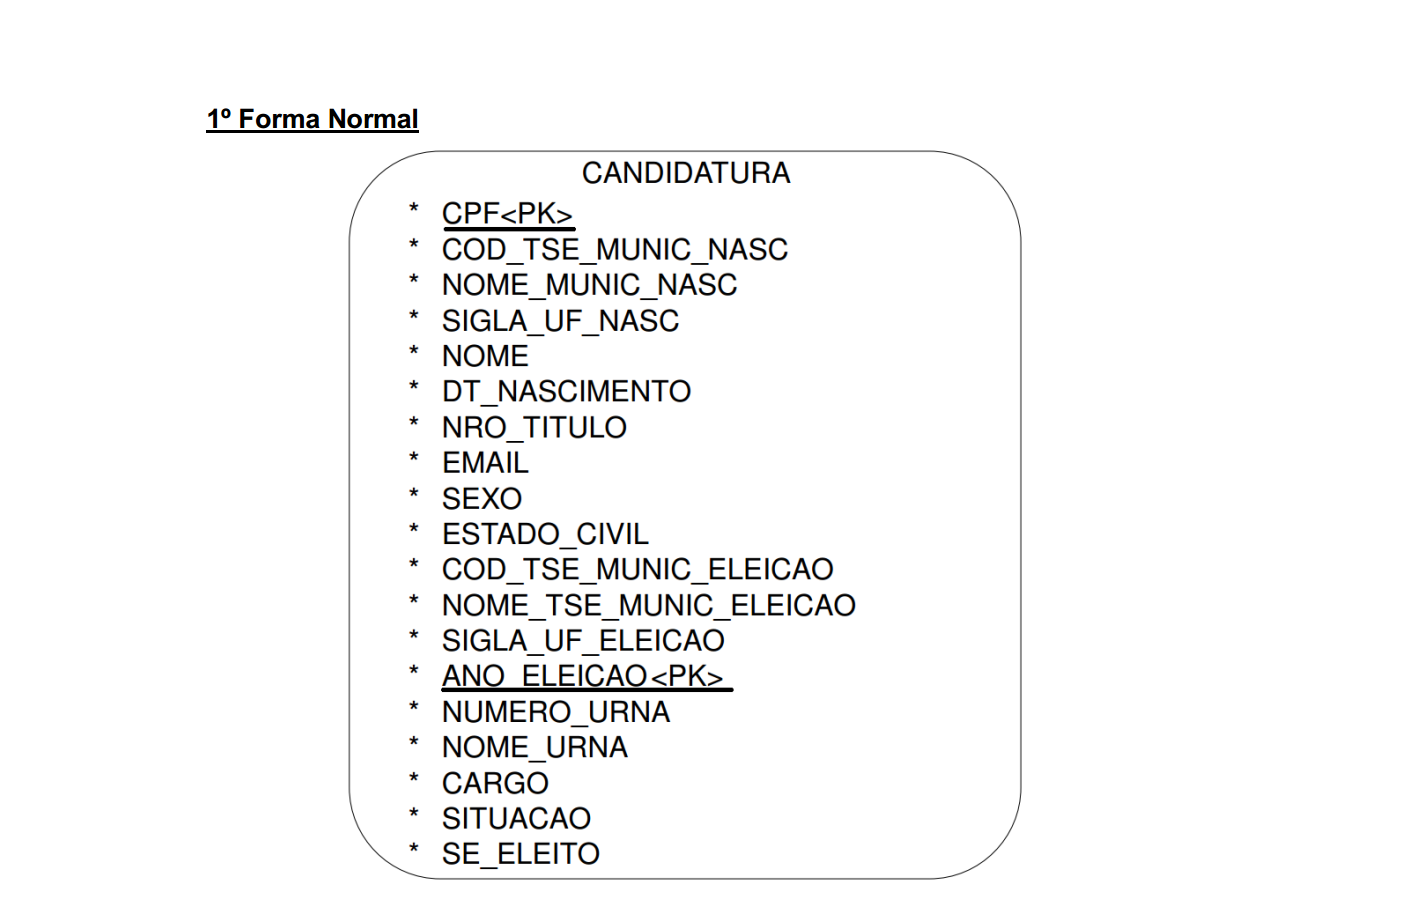 1º Forma Normal
CANDIDATURA
* CPF<PK>
* COD_TSE_MUNIC_NASC
* NOME_MUNIC_NASC
* SIGLA_UF_NASC
* NOME
* DT_NASCIMENTO
* NRO_TITULO
* EMAIL
* SEXO
* ESTADO_CIVIL
* COD_TSE_MUNIC_ELEICAO
* NOME_TSE_MUNIC_ELEICAO
* SIGLA_UF_ELEICAO
* ANO_ELEICAO<PK>
* NUMERO_URNA
* NOME_URNA
* CARGO
* SITUACAO
* SE_ELEITO